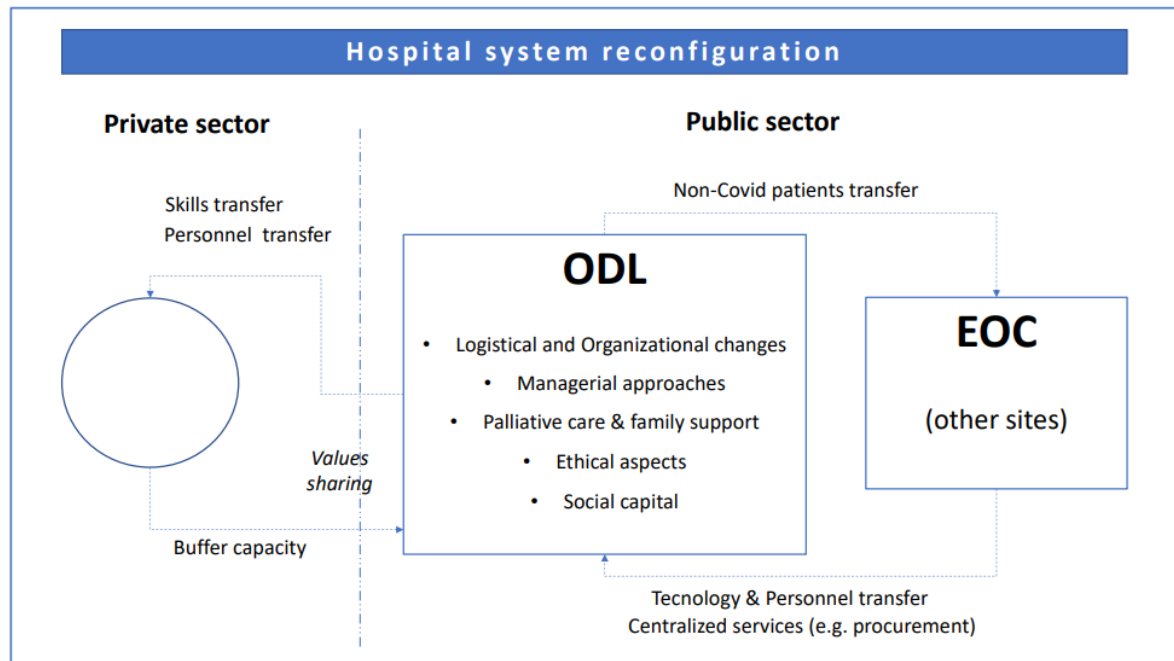 Hospital system reconfiguration
Private sector
Public sector
Skills transfer
Personnel transfer
Non-Covid patients transfer
ODL
• Logistical and Organizational changes
• Managerial approaches
• Palliative care & family support
• Ethical aspects
• Social capital
EOC
(other sites)
Values
sharing
Buffer capacity
Tecnology & Personnel transfer
Centralized services (e.g. procurement)